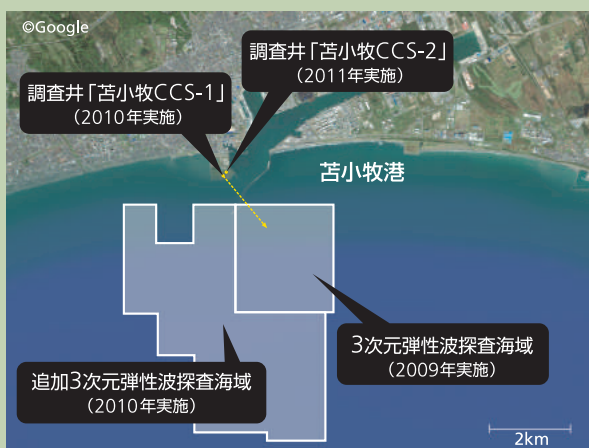 ©Google
調査井「苫小牧CCS-2」
（2011年実施）
調査井「苫小牧CCS-1」
（2010年実施）
苫小牧港
3次元弾性波探査海域
（2009年実施）
追加3次元弾性波探査海域
（2010年実施）
2km